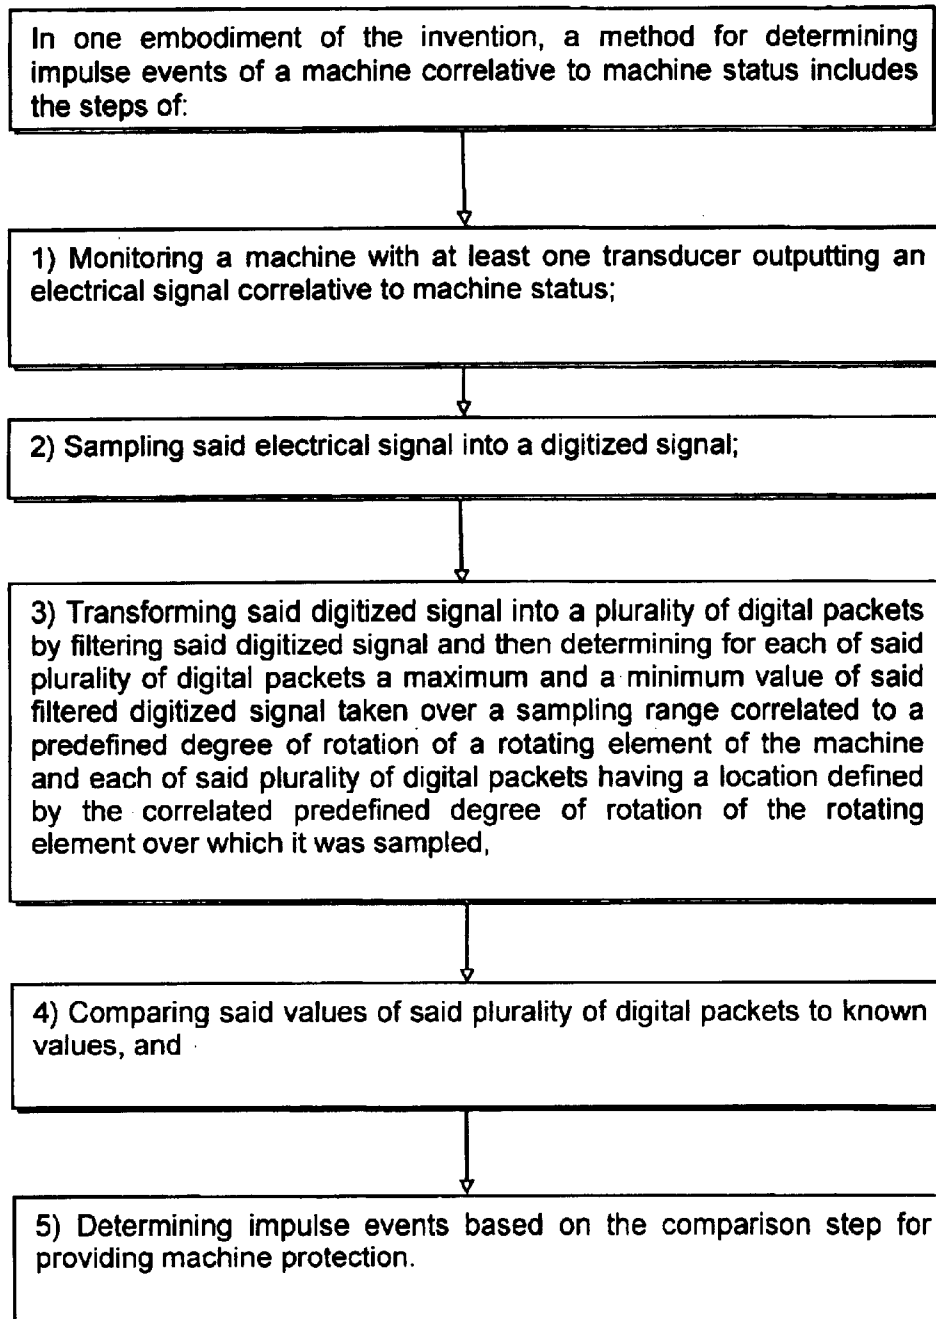 In one embodiment of the invention, a method for determining
impulse events of a machine correlative to machine status includes
the steps of:
1) Monitoring a machine with at least one transducer outputting an
electrical signal correlative to machine status;
2) Sampling said electrical signal into a digitized signal;
3) Transforming said digitized signal into a plurality of digital packets
by filtering said digitized signal and then determining for each of said
plurality of digital packets a maximum and a minimum value of said
filtered digitized signal taken over a sampling range correlated to a
predefined degree of rotation of a rotating element of the machine
and each of said plurality of digital packets having a location defined
by the correlated predefined degree of rotation of the rotating
element over which it was sampled,
4) Comparing said values of said plurality of digital packets to known
values, and
5) Determining impulse events based on the comparison step for
providing machine protection.